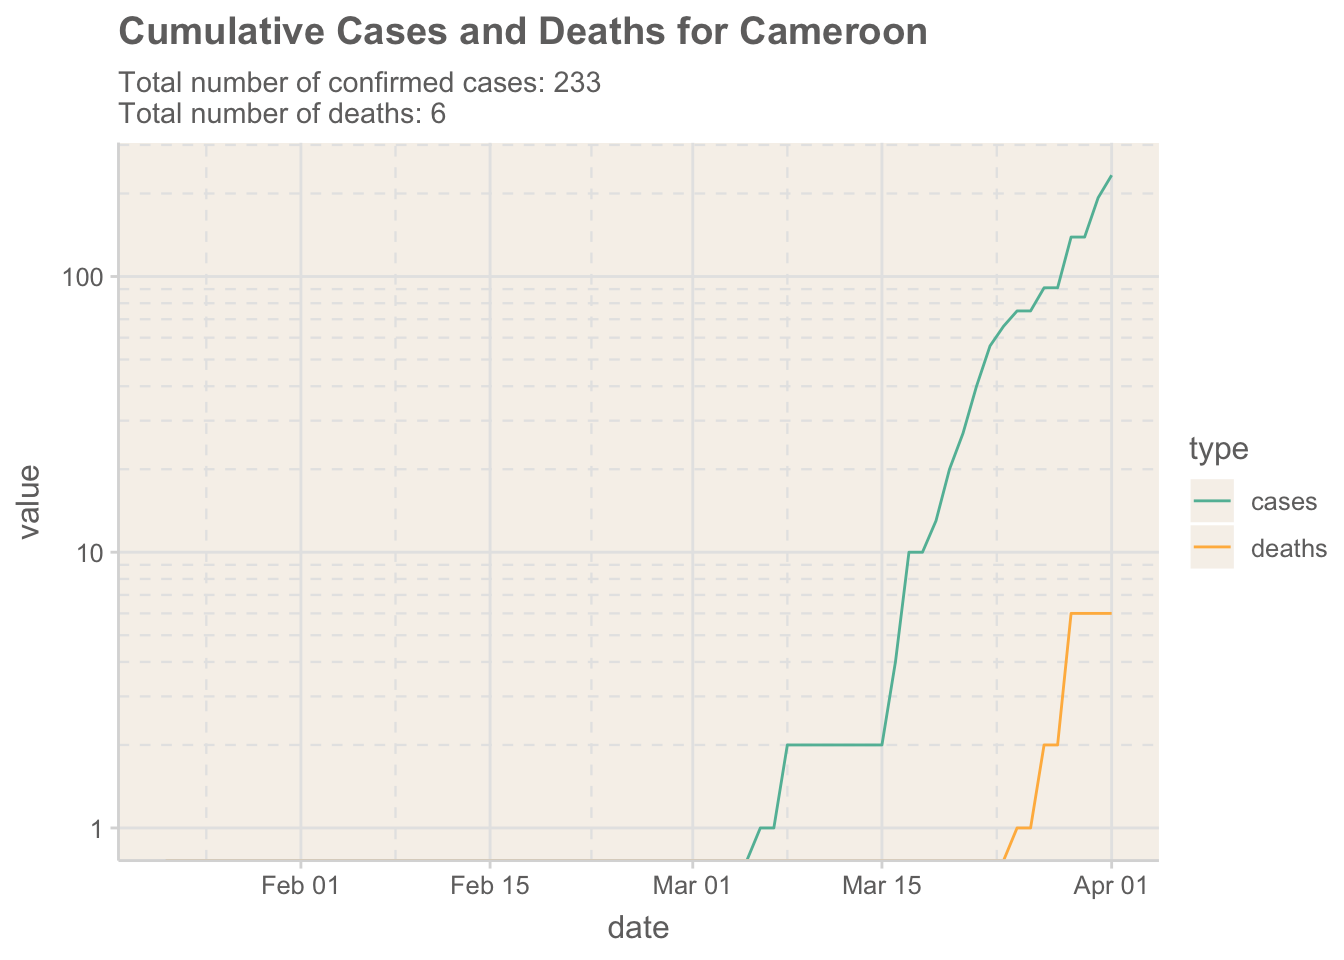 Cumulative Cases and Deaths for Cameroon
Total number of confirmed cases: 233
Total number of deaths: 6
value
100
10
1
Feb 01
Feb 15
Mar 01
Mar 15
Apr 01
date
type
cases
deaths